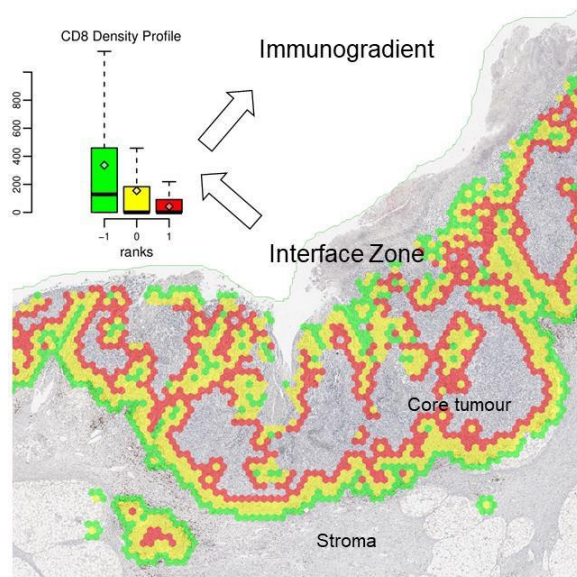 CD8 Density Profile
Immunogradient
0 200 400 600 800
-1 0 1
ranks
Interface Zone
Core tumour
Stroma